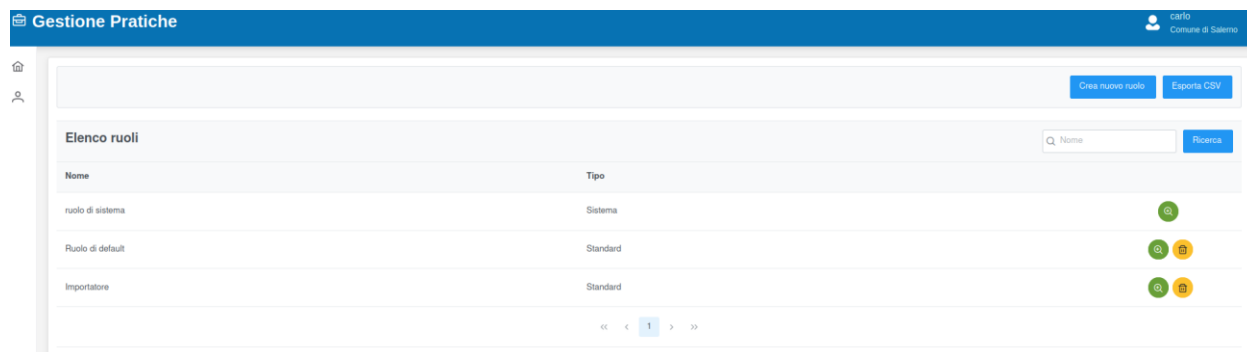 Gestione Pratiche
carlo
Comune di Salerno
Crea nuovo ruolo Esporta CSV
Elenco ruoli
Nome Ricerca
Nome Tipo
ruolo di sistema Sistema
Ruolo di default Standard
Importatore Standard
<< < 1 > >>